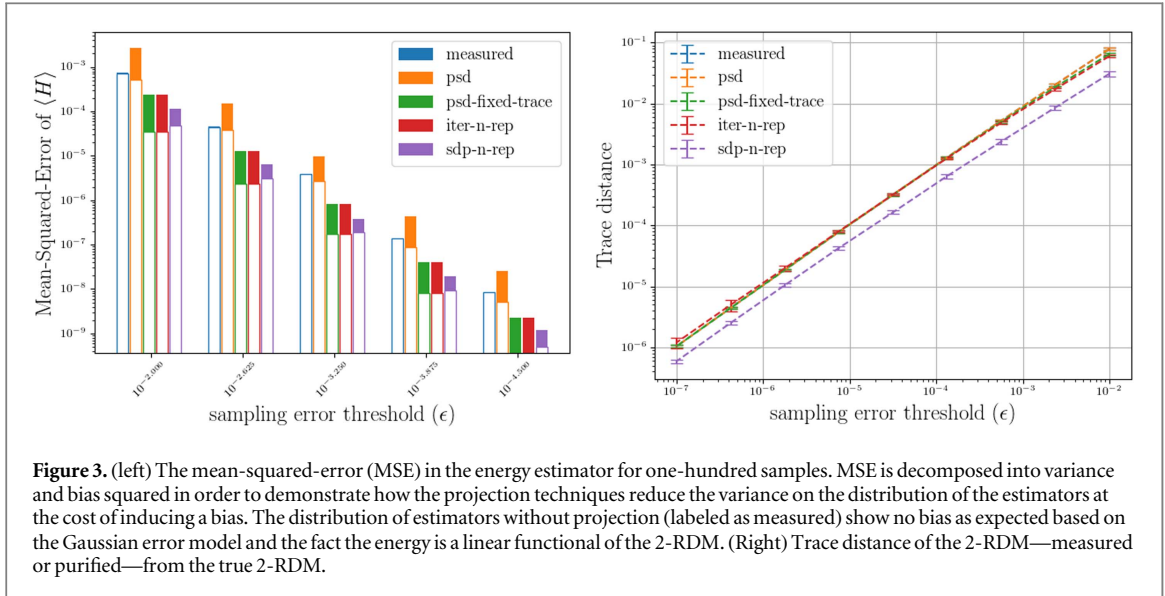 Mean-Squared-Error of ⟨H⟩
10⁻³
10⁻⁴
10⁻⁵
10⁻⁶
10⁻⁷
10⁻⁸
10⁻⁹
measured
psd
psd-fixed-trace
iter-n-rep
sdp-n-rep
10⁻²·⁰⁰⁰
10⁻²·⁶²⁵
10⁻³·²⁵⁰
10⁻³·⁸⁷⁵
10⁻⁴·⁵⁰⁰
sampling error threshold (ϵ)
Trace distance
10⁻¹
10⁻²
10⁻³
10⁻⁴
10⁻⁵
10⁻⁶
measured
psd
psd-fixed-trace
iter-n-rep
sdp-n-rep
10⁻⁷
10⁻⁶
10⁻⁵
10⁻⁴
10⁻³
10⁻²
sampling error threshold (ϵ)
Figure 3. (left) The mean-squared-error (MSE) in the energy estimator for one-hundred samples. MSE is decomposed into variance
and bias squared in order to demonstrate how the projection techniques reduce the variance on the distribution of the estimators at
the cost of inducing a bias. The distribution of estimators without projection (labeled as measured) show no bias as expected based on
the Gaussian error model and the fact the energy is a linear functional of the 2-RDM. (Right) Trace distance of the 2-RDM—measured
or purified—from the true 2-RDM.